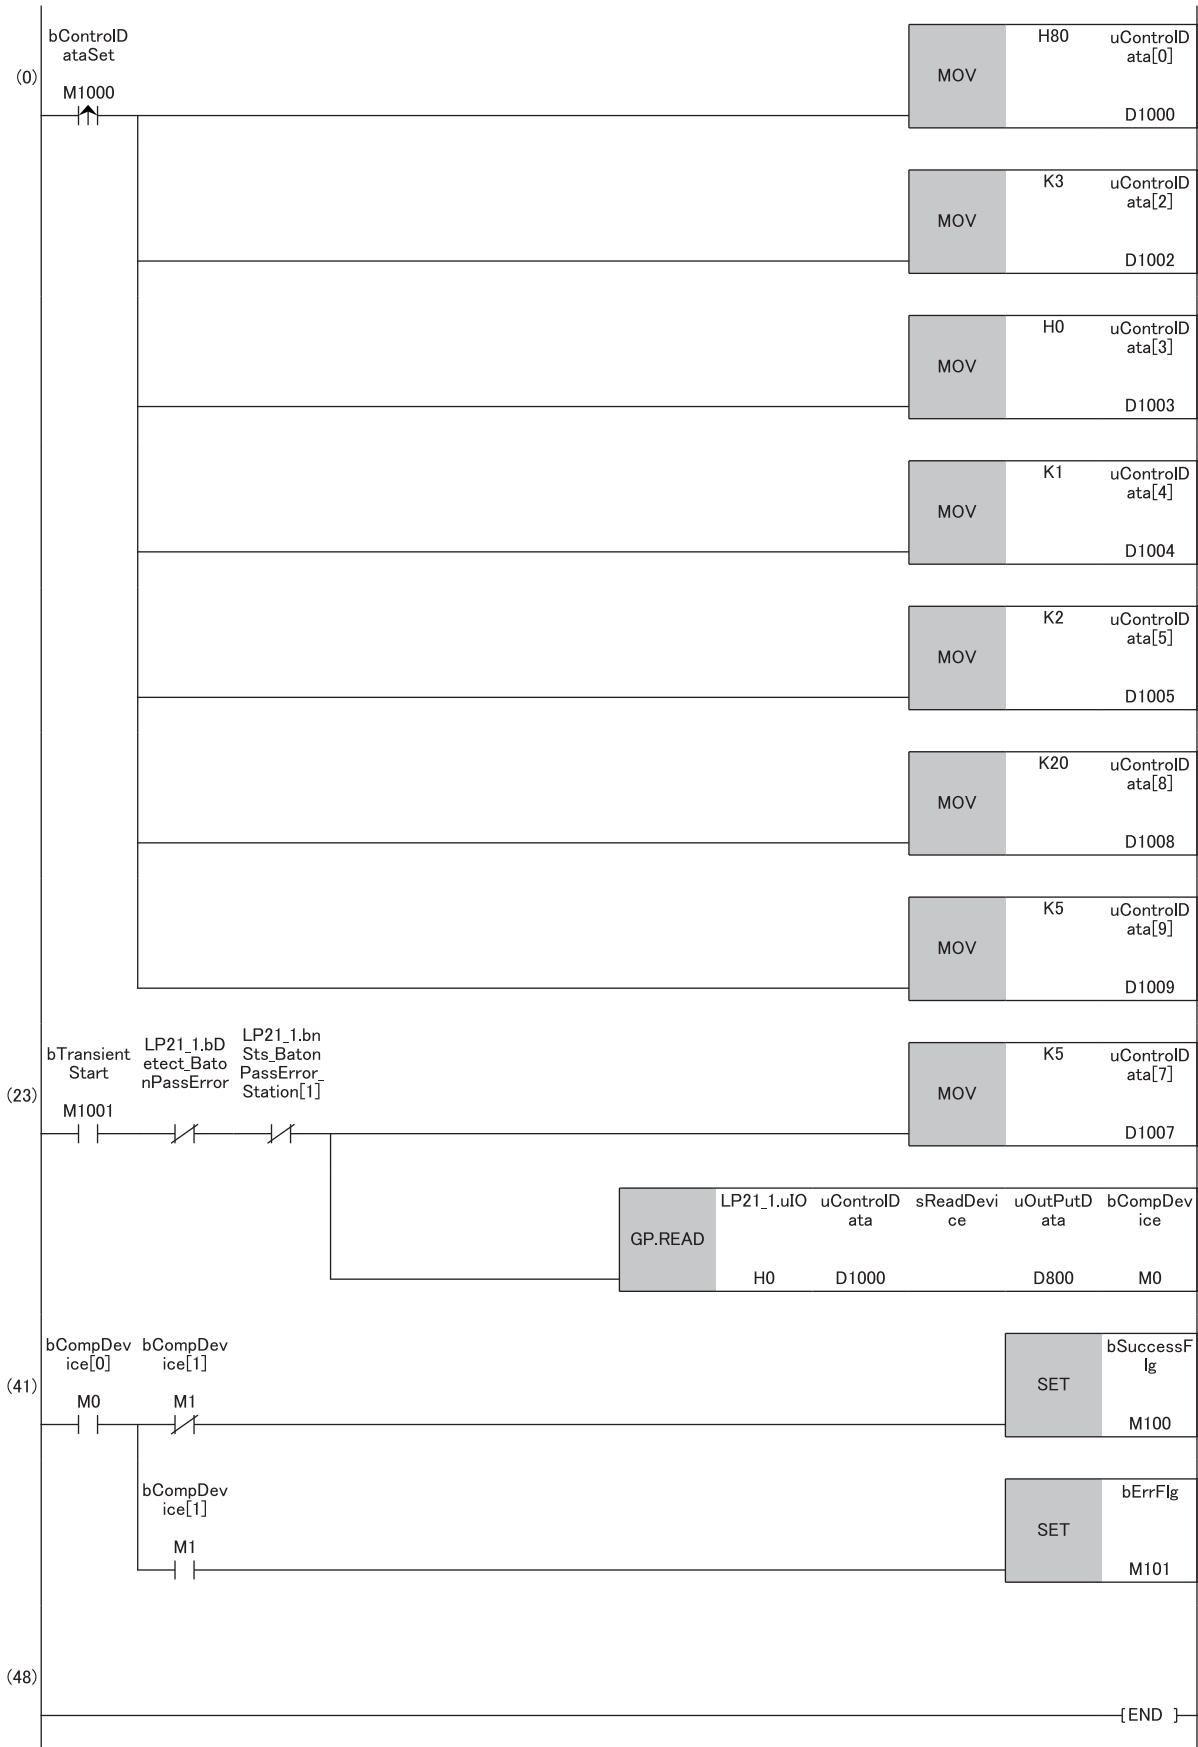 bControlD
ataSet
(0)
M1000
MOV
H80
uControlD
ata[0]
D1000
MOV
K3
uControlD
ata[2]
D1002
MOV
H0
uControlD
ata[3]
D1003
MOV
K1
uControlD
ata[4]
D1004
MOV
K2
uControlD
ata[5]
D1005
MOV
K20
uControlD
ata[8]
D1008
MOV
K5
uControlD
ata[9]
D1009
(23)
bTransient
Start
M1001
LP21_1.bD
etect_Bato
nPassError
LP21_1.bn
Sts_Baton
PassError_
Station[1]
MOV
K5
uControlD
ata[7]
D1007
GP.READ
LP21_1.uIO
H0
uControlD
ata
D1000
sReadDevi
ce
uOutPutD
ata
D800
bCompDev
ice
M0
(41)
bCompDev
ice[0]
M0
bCompDev
ice[1]
M1
SET
bSuccessF
lg
M100
bCompDev
ice[1]
M1
SET
bErrFlg
M101
(48)
[END ]